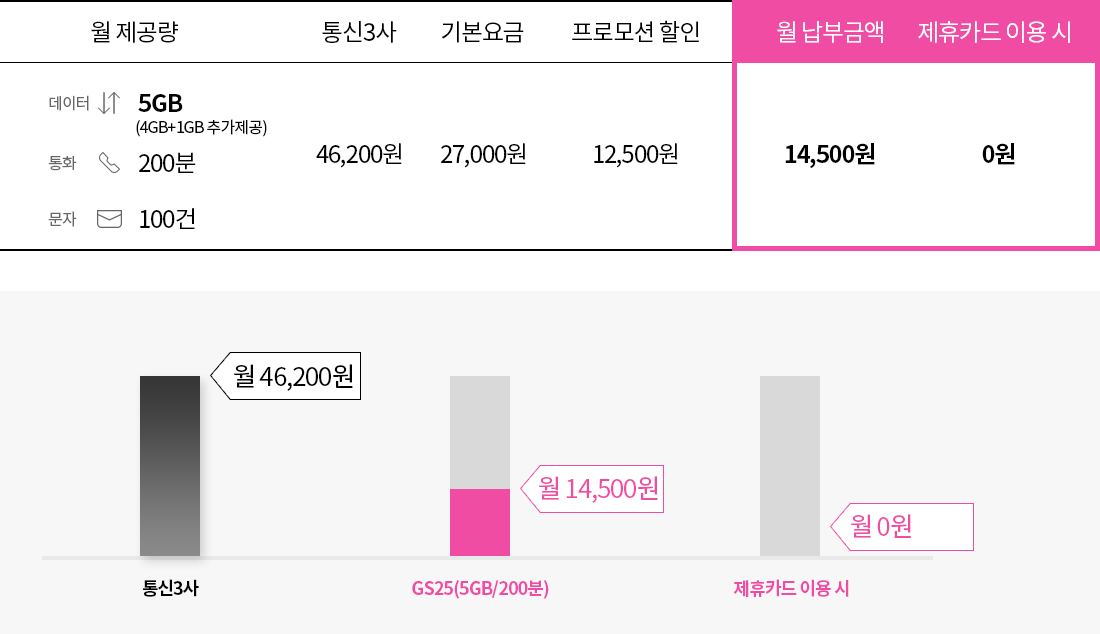 월 제공량 통신3사 기본요금 프로모션 할인 월 납부금액 제휴카드 이용 시
데이터 5GB
(4GB+1GB 추가제공)
통화 200분
문자 100건
46,200원 27,000원 12,500원 14,500원 0원
월 46,200원
월 14,500원
월 0원
통신3사 GS25(5GB/200분) 제휴카드 이용 시